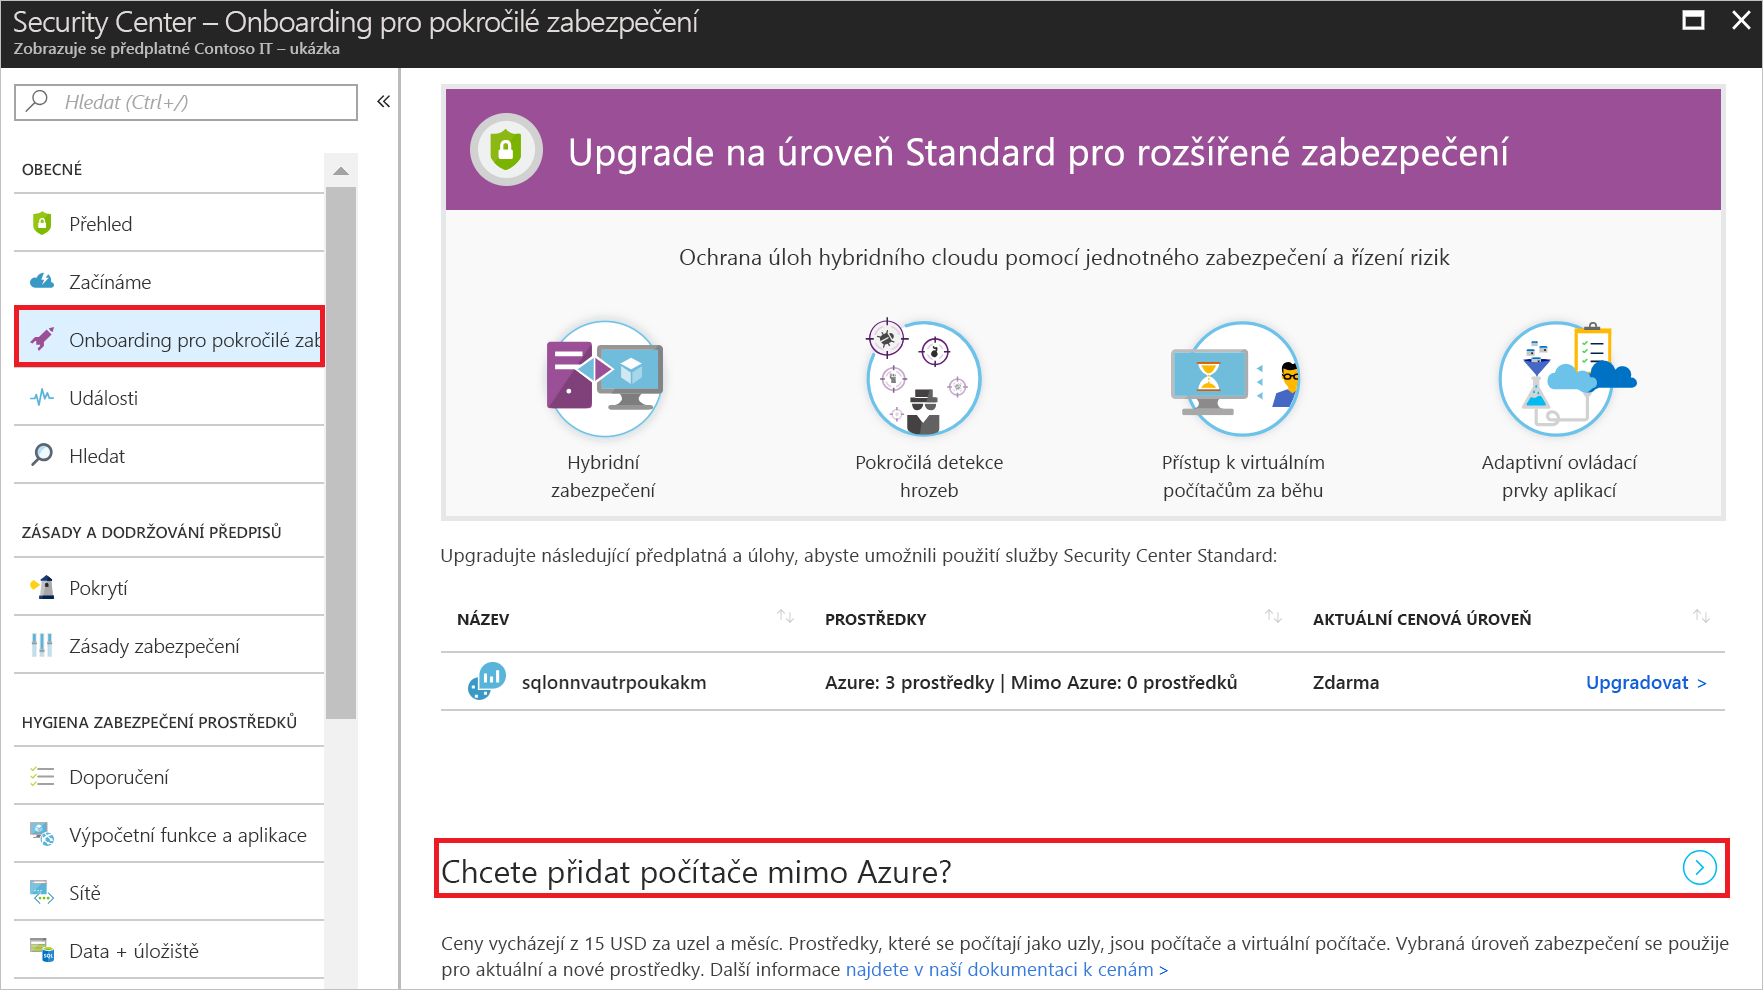 Security Center – Onboarding pro pokročilé zabezpečení
Zobrazuje se předplatné Contoso IT – ukázka
Hledat (Ctrl+/)
OBECNÉ
Přehled
Začínáme
Onboarding pro pokročilé zab
Události
Hledat
ZÁSADY A DODRŽOVÁNÍ PŘEDPISŮ
Pokrytí
Zásady zabezpečení
HYGIENA ZABEZPEČENÍ PROSTŘEDKŮ
Doporučení
Výpočetní funkce a aplikace
Sítě
Data + úložiště
Upgrade na úroveň Standard pro rozšířené zabezpečení
Ochrana úloh hybridního cloudu pomocí jednotného zabezpečení a řízení rizik
Hybridní
zabezpečení
Pokročilá detekce
hrozeb
Přístup k virtuálním
počítačům za běhu
Adaptivní ovládací
prvky aplikací
Upgradujte následující předplatná a úlohy, abyste umožnili použití služby Security Center Standard:
NÁZEV PROSTŘEDKY AKTUÁLNÍ CENOVÁ ÚROVEŇ
sqlonnvautrpoukakm Azure: 3 prostředky | Mimo Azure: 0 prostředků Zdarma Upgradovat >
Chcete přidat počítače mimo Azure?
Ceny vycházejí z 15 USD za uzel a měsíc. Prostředky, které se počítají jako uzly, jsou počítače a virtuální počítače. Vybraná úroveň zabezpečení se použije
pro aktuální a nové prostředky. Další informace najdete v naší dokumentaci k cenám >